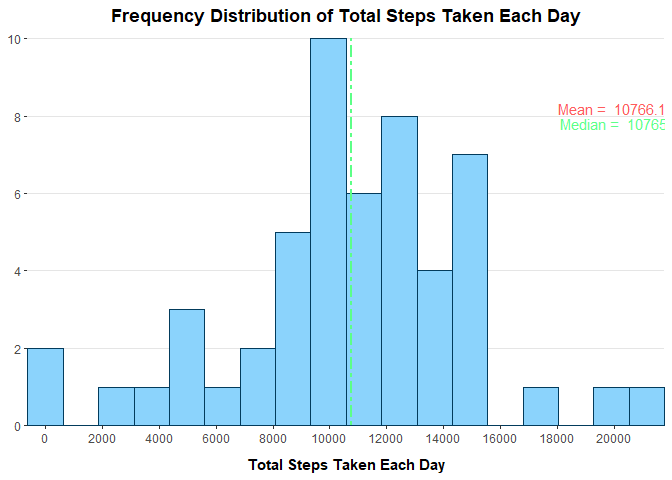 Frequency Distribution of Total Steps Taken Each Day
10
8
6
4
2
0
Mean =  10766.1
Median =  10765
0 2000 4000 6000 8000 10000 12000 14000 16000 18000 20000
Total Steps Taken Each Day